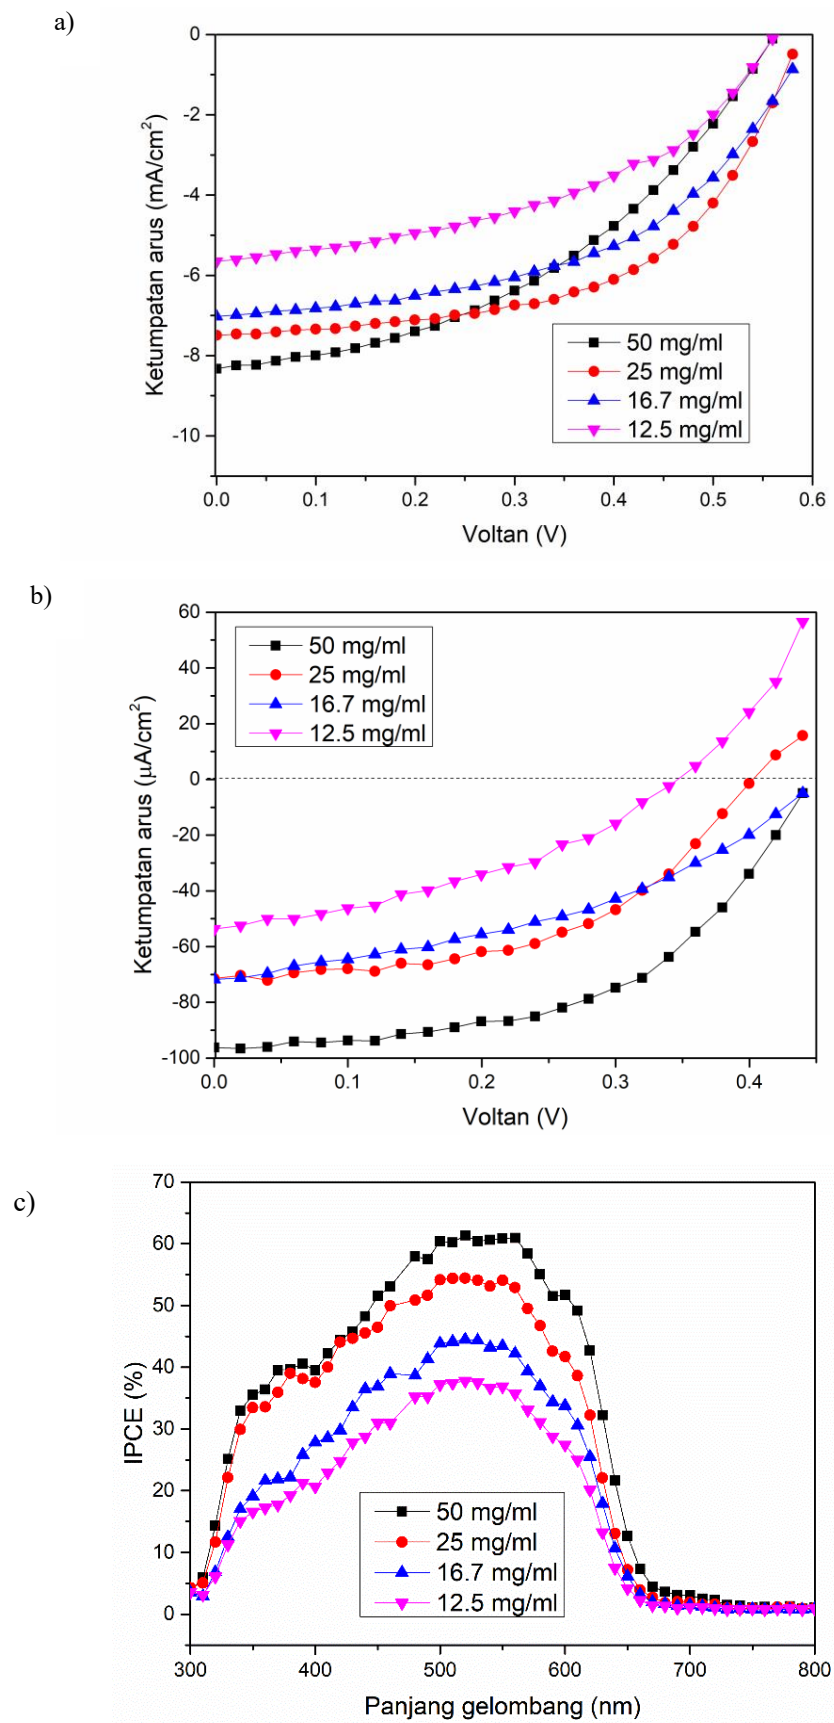 a)
0
-2
-4
-6
-8
-10
Ketumpatan arus (mA/cm²)
50 mg/ml
25 mg/ml
16.7 mg/ml
12.5 mg/ml
0.0 0.1 0.2 0.3 0.4 0.5 0.6
Voltan (V)
b)
60
40
20
0
-20
-40
-60
-80
-100
Ketumpatan arus (µA/cm²)
50 mg/ml
25 mg/ml
16.7 mg/ml
12.5 mg/ml
0.0 0.1 0.2 0.3 0.4
Voltan (V)
c)
70
60
50
40
30
20
10
0
IPCE (%)
50 mg/ml
25 mg/ml
16.7 mg/ml
12.5 mg/ml
300 400 500 600 700 800
Panjang gelombang (nm)